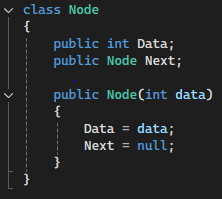 class Node
{
    public int Data;
    public Node Next;

    public Node(int data)
    {
        Data = data;
        Next = null;
    }
}